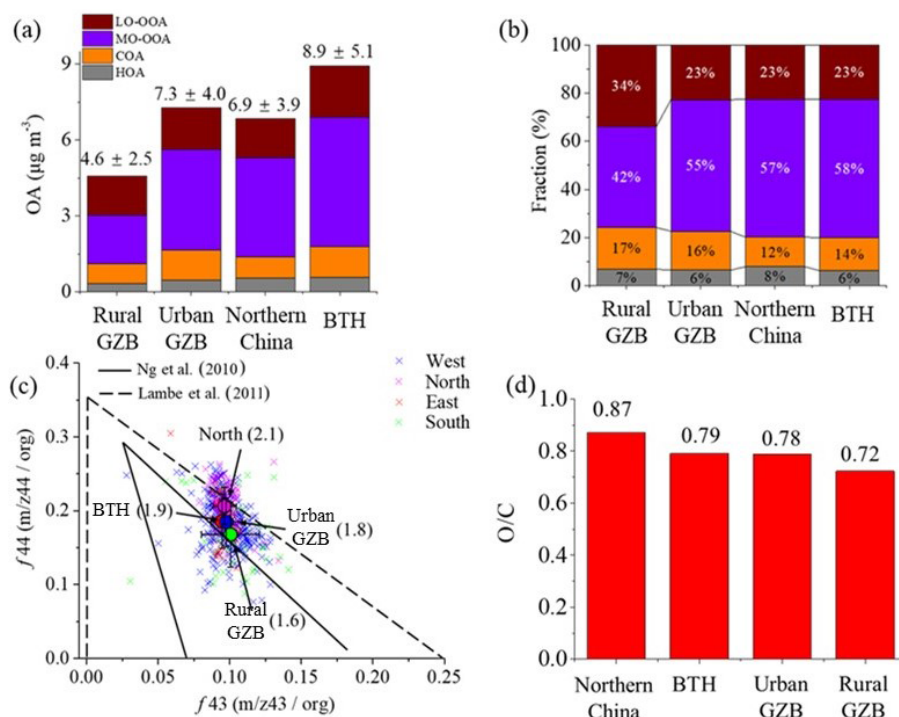 (a)
LO-OOA
MO-OOA
COA
HOA
8.9 ± 5.1
7.3 ± 4.0
6.9 ± 3.9
4.6 ± 2.5
9
6
3
0
OA (µg m⁻³)
Rural GZB
Urban GZB
Northern China
BTH
(b)
100
80
60
40
20
0
Fraction (%)
34%
23%
23%
23%
42%
55%
57%
58%
17%
16%
12%
14%
7%
6%
8%
6%
Rural GZB
Urban GZB
Northern China
BTH
(c)
Ng et al. (2010)
Lambe et al. (2011)
West
North
East
South
North (2.1)
BTH (1.9)
Urban GZB (1.8)
Rural GZB (1.6)
0.4
0.3
0.2
0.1
0.0
f44 (m/z44 / org)
0.00
0.05
0.10
0.15
0.20
0.25
f43 (m/z43 / org)
(d)
1.0
0.8
0.6
0.4
0.2
0.0
O/C
0.87
0.79
0.78
0.72
Northern China
BTH
Urban GZB
Rural GZB